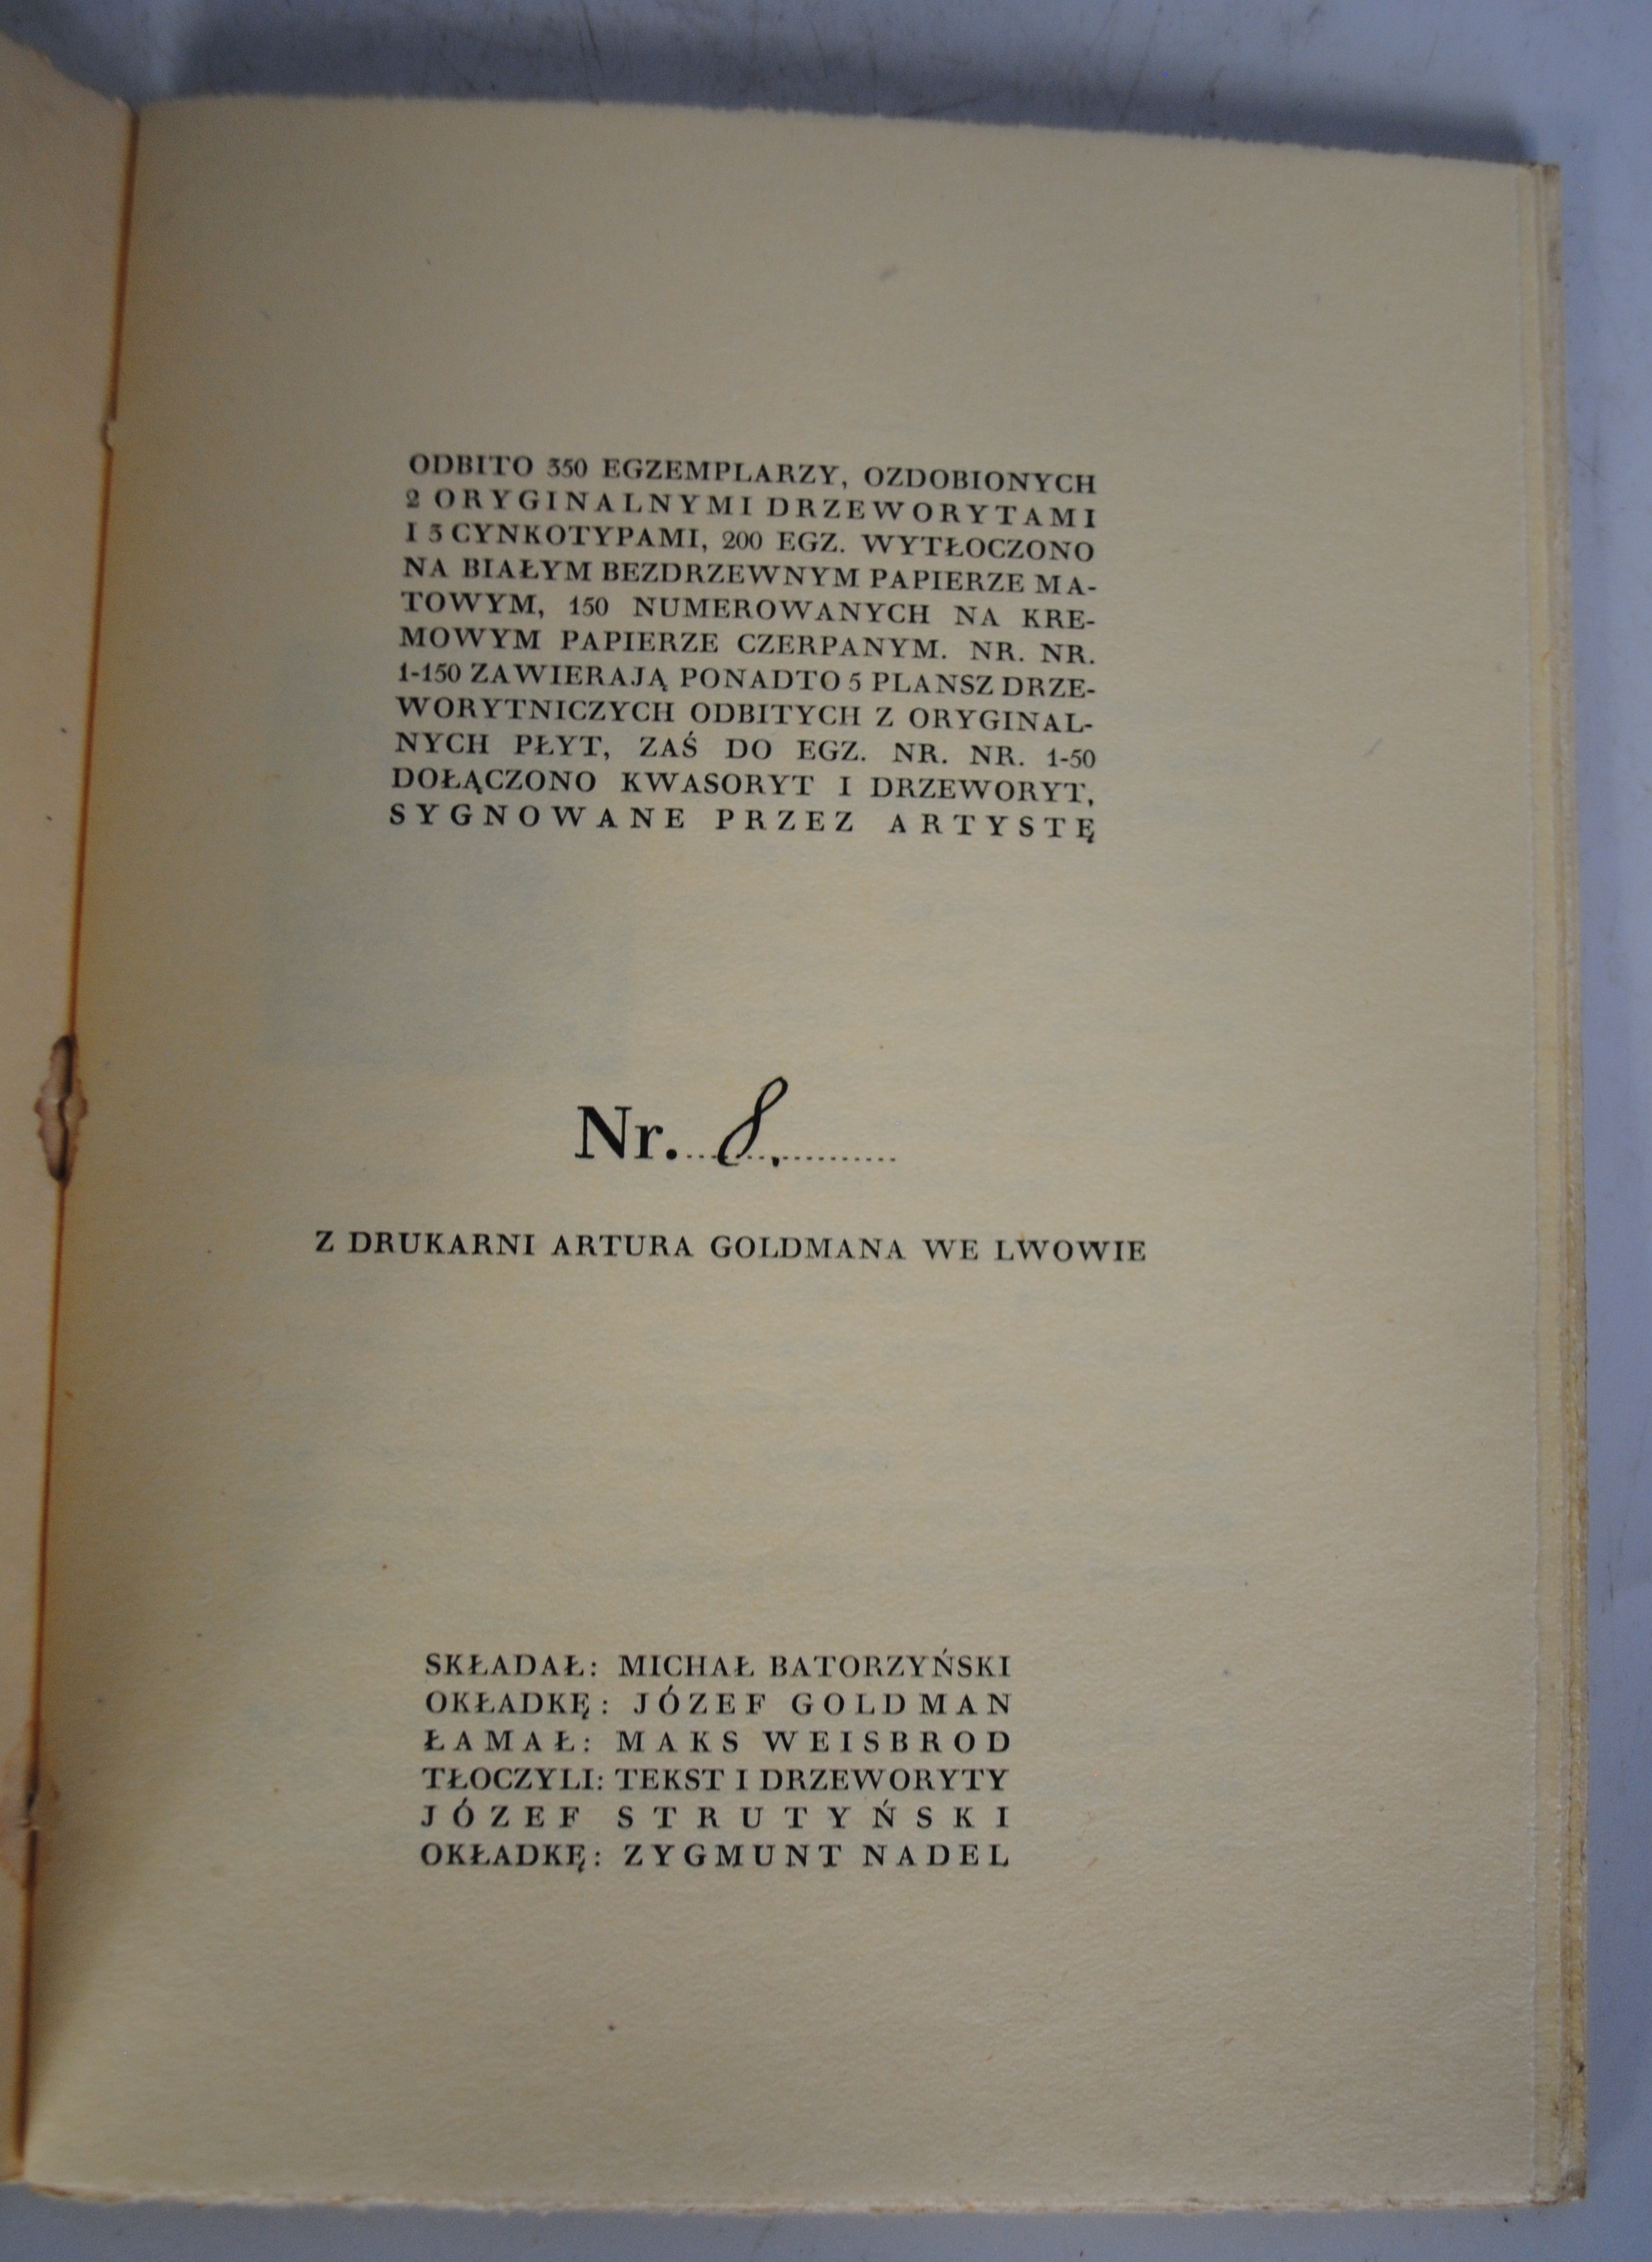 ODBITO 350 EGZEMPLARZY, OZDOBIONYCH
2 ORYGINALNYMI DRZEWORYTAMI
I 3 CYNKOTYPAMI, 200 EGZ. WYTŁOCZONO
NA BIAŁYM BEZDRZEWNYM PAPIERZE MA-
TOWYM, 150 NUMEROWANYCH NA KRE-
MOWYM PAPIERZE CZERPANYM. NR. NR.
1-150 ZAWIERAJĄ PONADTO 5 PLANSZ DRZE-
WORYTNICZYCH ODBITYCH Z ORYGINAL-
NYCH PŁYT, ZAŚ DO EGZ. NR. NR. 1-50
DOŁĄCZONO KWASORYT I DRZEWORYT,
SYGNOWANE PRZEZ ARTYSTĘ
Nr. 8.
Z DRUKARNI ARTURA GOLDMANA WE LWOWIE
SKŁADAŁ: MICHAŁ BATORZYŃSKI
OKŁADKĘ: JÓZEF GOLDMAN
ŁAMAŁ: MAKS WEISBROD
TŁOCZYLI: TEKST I DRZEWORYTY
JÓZEF STRUTYŃSKI
OKŁADKĘ: ZYGMUNT NADEL